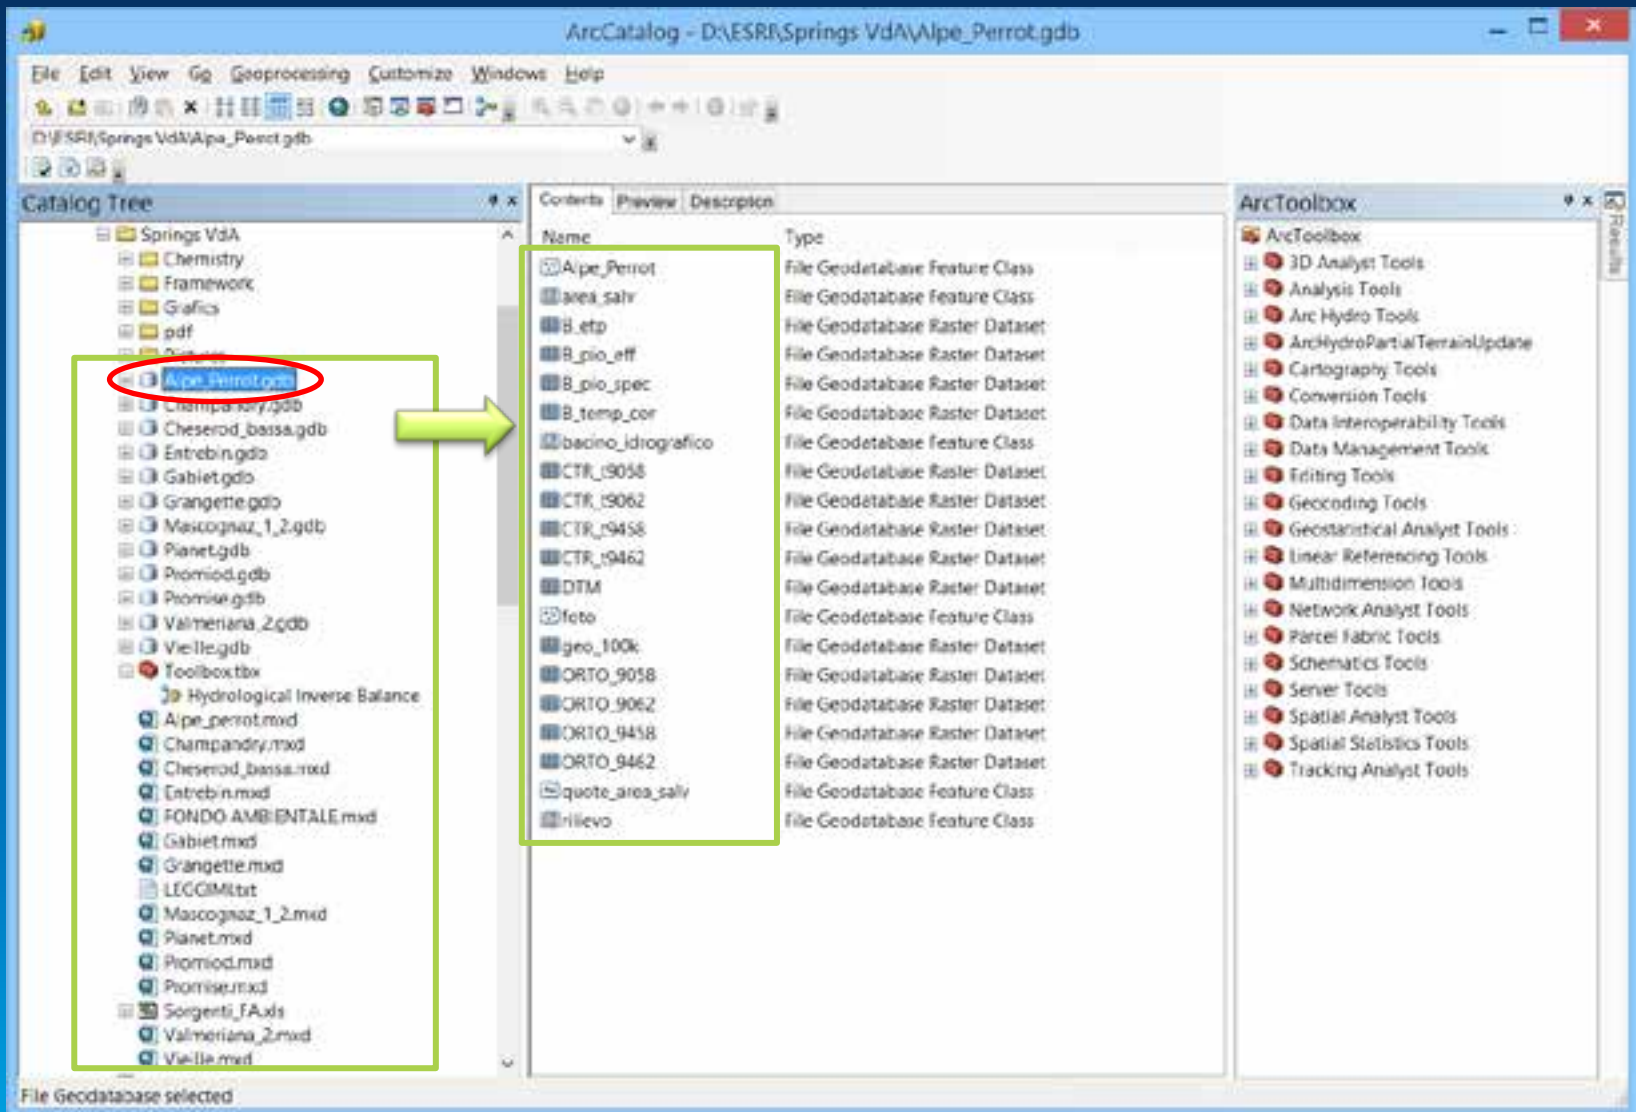 ArcCatalog - D:\ESRI\Springs VdA\Alpe_Perrot.gdb
File Edit View Go Geoprocessing Customize Windows Help
D:\ESRI\Springs VdA\Alpe_Perrot.gdb
Catalog Tree
Springs VdA
Chemistry
Framework
Grafics
pdf
Pictures
Alpe_Perrot.gdb
Champandry.gdb
Cheserod_bassa.gdb
Entrebin.gdb
Gabiet.gdb
Grangette.gdb
Mascognaz_1_2.gdb
Pianet.gdb
Promiod.gdb
Promise.gdb
Valmeriana_2.gdb
Vieille.gdb
Toolbox.tbx
Hydrological Inverse Balance
Alpe_perrot.mxd
Champandry.mxd
Cheserod_bassa.mxd
Entrebin.mxd
FONDO AMBIENTALE.mxd
Gabiet.mxd
Grangette.mxd
LEGGIMI.txt
Mascognaz_1_2.mxd
Pianet.mxd
Promiod.mxd
Promise.mxd
Sorgenti_FA.xls
Valmeriana_2.mxd
Vieille.mxd
Contents Preview Description
Name Type
Alpe_Perrot File Geodatabase Feature Class
area_salv File Geodatabase Feature Class
B_etp File Geodatabase Raster Dataset
B_pio_eff File Geodatabase Raster Dataset
B_pio_spec File Geodatabase Raster Dataset
B_temp_cor File Geodatabase Raster Dataset
bacino_idrografico File Geodatabase Feature Class
CTR_t9058 File Geodatabase Raster Dataset
CTR_t9062 File Geodatabase Raster Dataset
CTR_t9458 File Geodatabase Raster Dataset
CTR_t9462 File Geodatabase Raster Dataset
DTM File Geodatabase Raster Dataset
foto File Geodatabase Feature Class
geo_100k File Geodatabase Raster Dataset
ORTO_9058 File Geodatabase Raster Dataset
ORTO_9062 File Geodatabase Raster Dataset
ORTO_9458 File Geodatabase Raster Dataset
ORTO_9462 File Geodatabase Raster Dataset
quote_area_salv File Geodatabase Feature Class
rilievo File Geodatabase Feature Class
ArcToolbox
ArcToolbox
3D Analyst Tools
Analysis Tools
Arc Hydro Tools
ArcHydroPartialTerrainUpdate
Cartography Tools
Conversion Tools
Data Interoperability Tools
Data Management Tools
Editing Tools
Geocoding Tools
Geostatistical Analyst Tools
Linear Referencing Tools
Multidimension Tools
Network Analyst Tools
Parcel Fabric Tools
Schematics Tools
Server Tools
Spatial Analyst Tools
Spatial Statistics Tools
Tracking Analyst Tools
Results
File Geodatabase selected